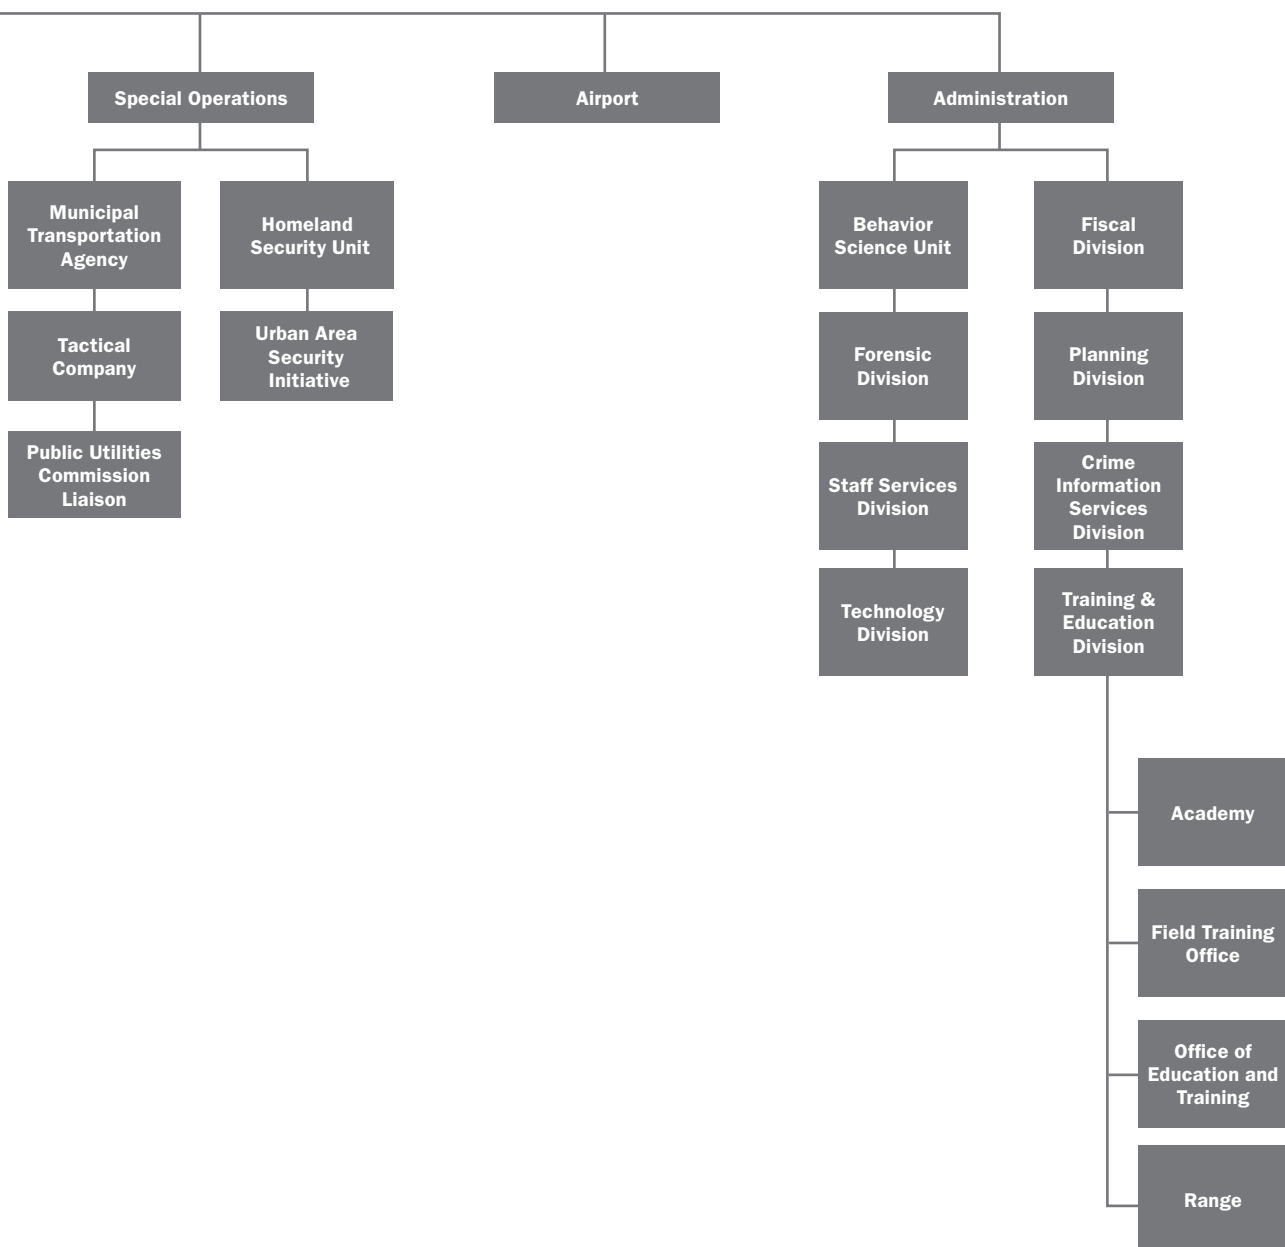 Special Operations
Airport
Administration
Municipal
Transportation
Agency
Homeland
Security Unit
Behavior
Science Unit
Fiscal
Division
Tactical
Company
Urban Area
Security
Initiative
Forensic
Division
Planning
Division
Public Utilities
Commission
Liaison
Staff Services
Division
Crime
Information
Services
Division
Technology
Division
Training &
Education
Division
Academy
Field Training
Office
Office of
Education and
Training
Range